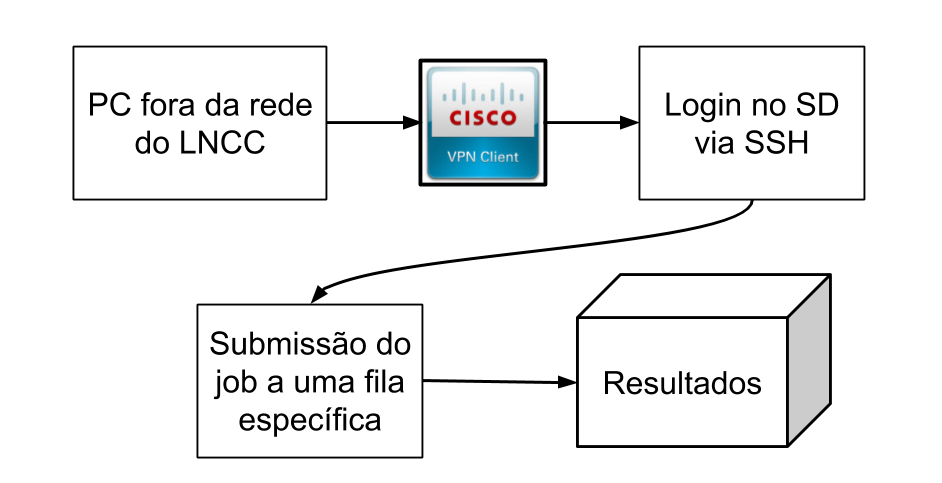 PC fora da rede
do LNCC
CISCO
VPN Client
Login no SD
via SSH
Submissão do
job a uma fila
específica
Resultados